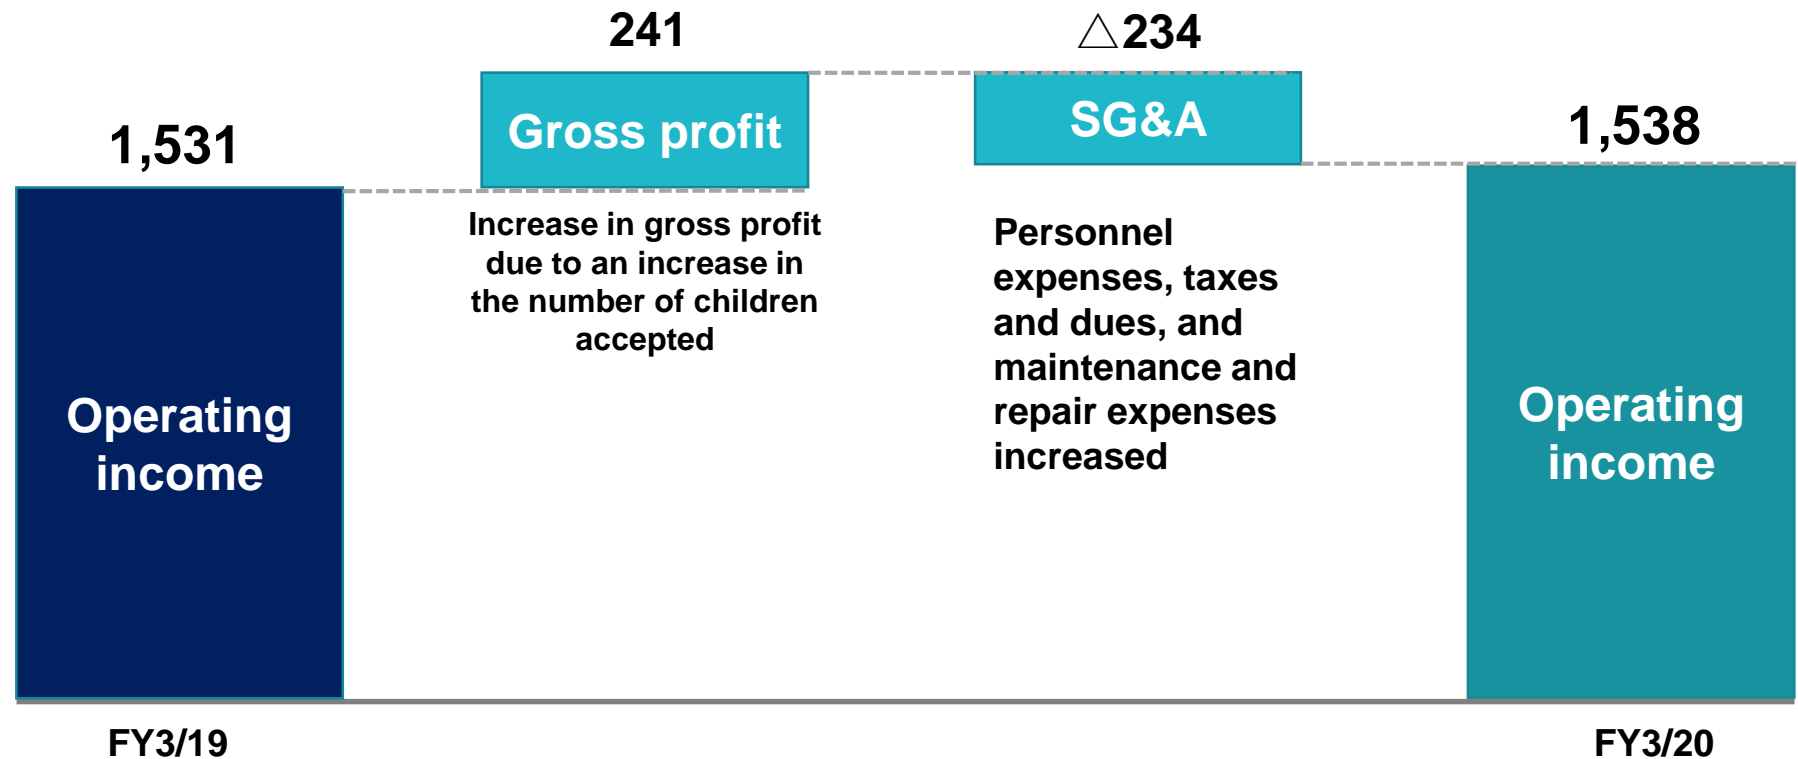 1,531
Operating
income
FY3/19
241
Gross profit
Increase in gross profit
due to an increase in
the number of children
accepted
△234
SG&A
Personnel
expenses, taxes
and dues, and
maintenance and
repair expenses
increased
1,538
Operating
income
FY3/20